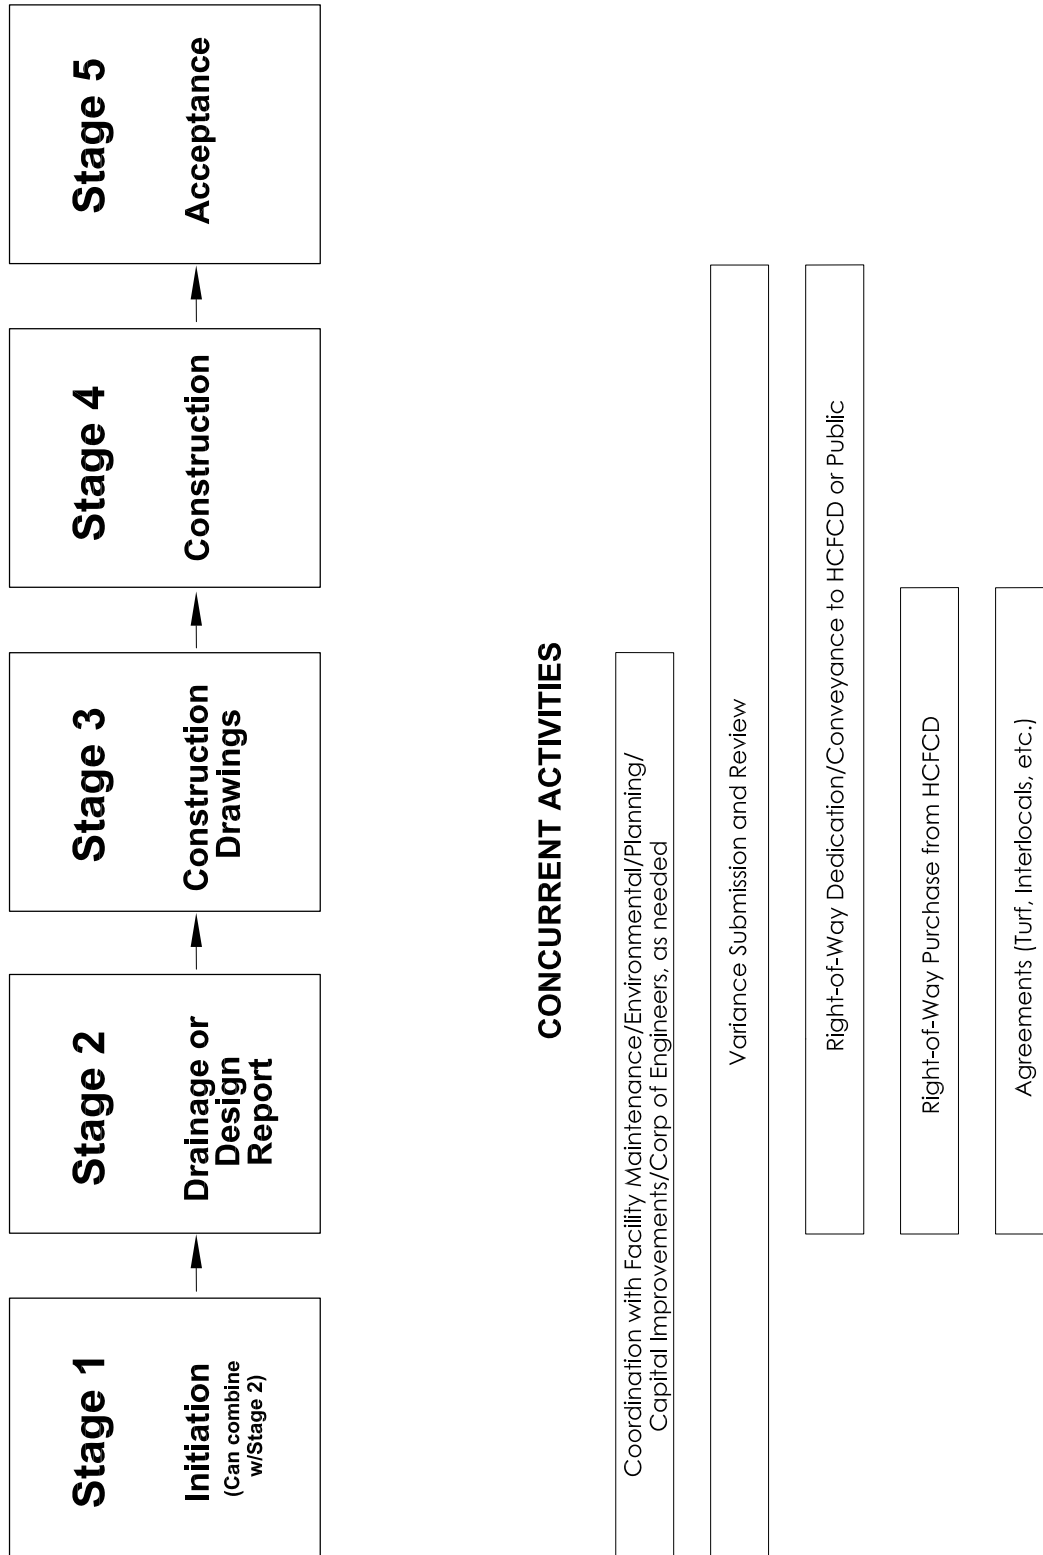 Stage 1
Initiation
(Can combine
w/Stage 2)
Stage 2
Drainage or
Design
Report
Stage 3
Construction
Drawings
Stage 4
Construction
Stage 5
Acceptance
CONCURRENT ACTIVITIES
Coordination with Facility Maintenance/Environmental/Planning/
Capital Improvements/Corp of Engineers, as needed
Variance Submission and Review
Right-of-Way Dedication/Conveyance to HCFCD or Public
Right-of-Way Purchase from HCFCD
Agreements (Turf, Interlocals, etc.)